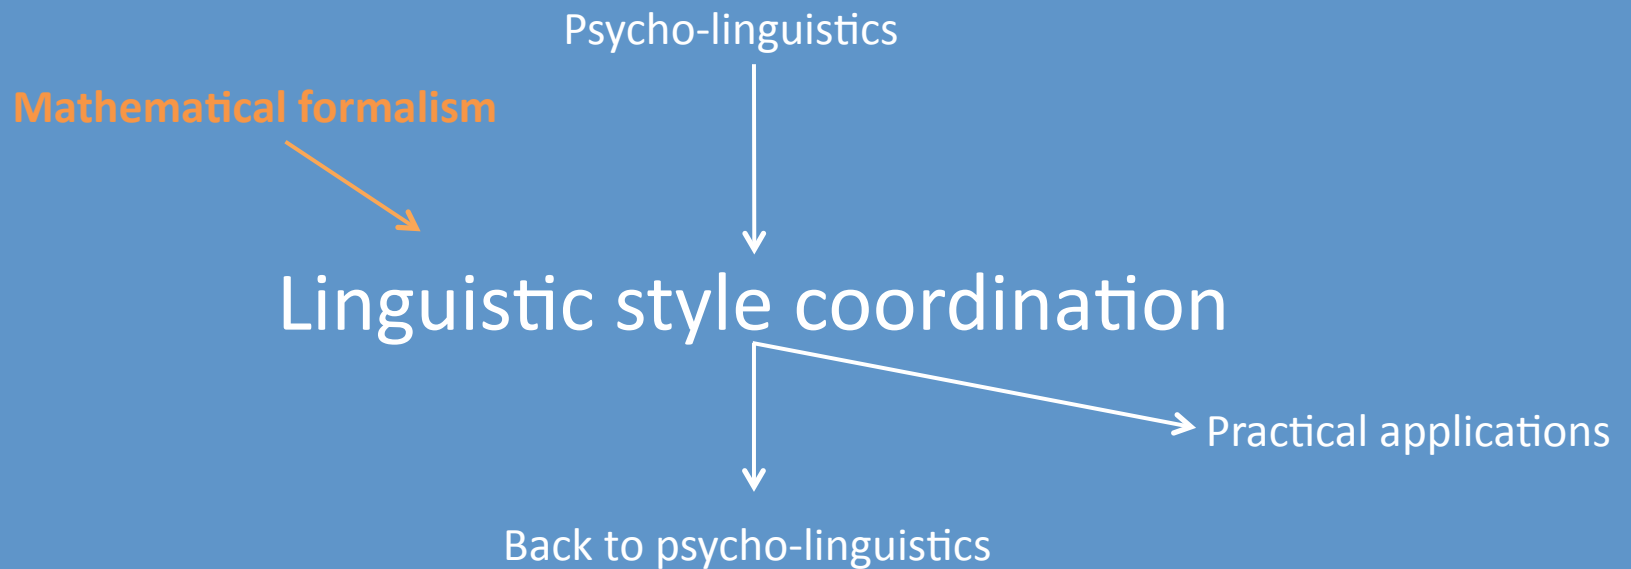 Psycho-linguistics
Mathematical formalism
Linguistic style coordination
Practical applications
Back to psycho-linguistics